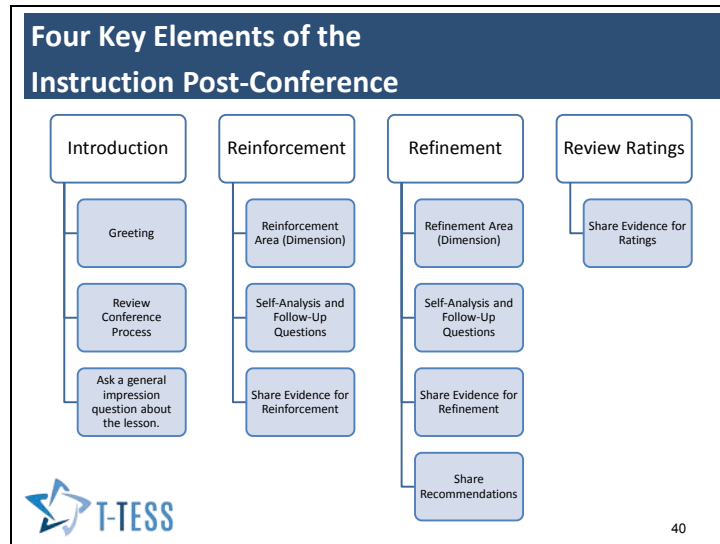 Four Key Elements of the
Instruction Post-Conference
Introduction
Greeting
Review
Conference
Process
Ask a general
impression
question about
the lesson.
Reinforcement
Reinforcement
Area (Dimension)
Self-Analysis and
Follow-Up
Questions
Share Evidence for
Reinforcement
Refinement
Refinement Area
(Dimension)
Self-Analysis and
Follow-Up
Questions
Share Evidence for
Refinement
Share
Recommendations
Review Ratings
Share Evidence for
Ratings
T-TESS
40